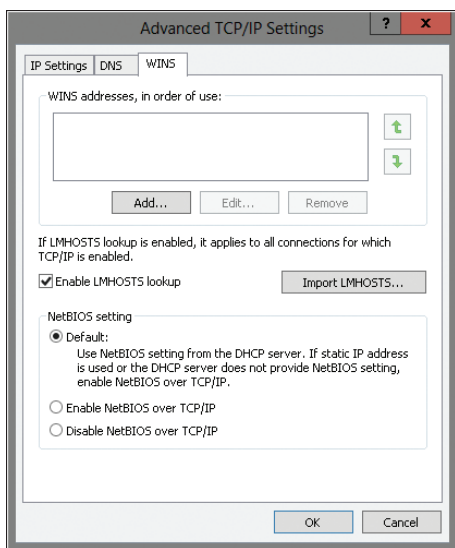 Advanced TCP/IP Settings
? x
IP Settings DNS WINS
WINS addresses, in order of use:
Add... Edit... Remove
If LMHOSTS lookup is enabled, it applies to all connections for which
TCP/IP is enabled.
Enable LMHOSTS lookup
Import LMHOSTS...
NetBIOS setting
Default:
Use NetBIOS setting from the DHCP server. If static IP address
is used or the DHCP server does not provide NetBIOS setting,
enable NetBIOS over TCP/IP.
Enable NetBIOS over TCP/IP
Disable NetBIOS over TCP/IP
OK Cancel